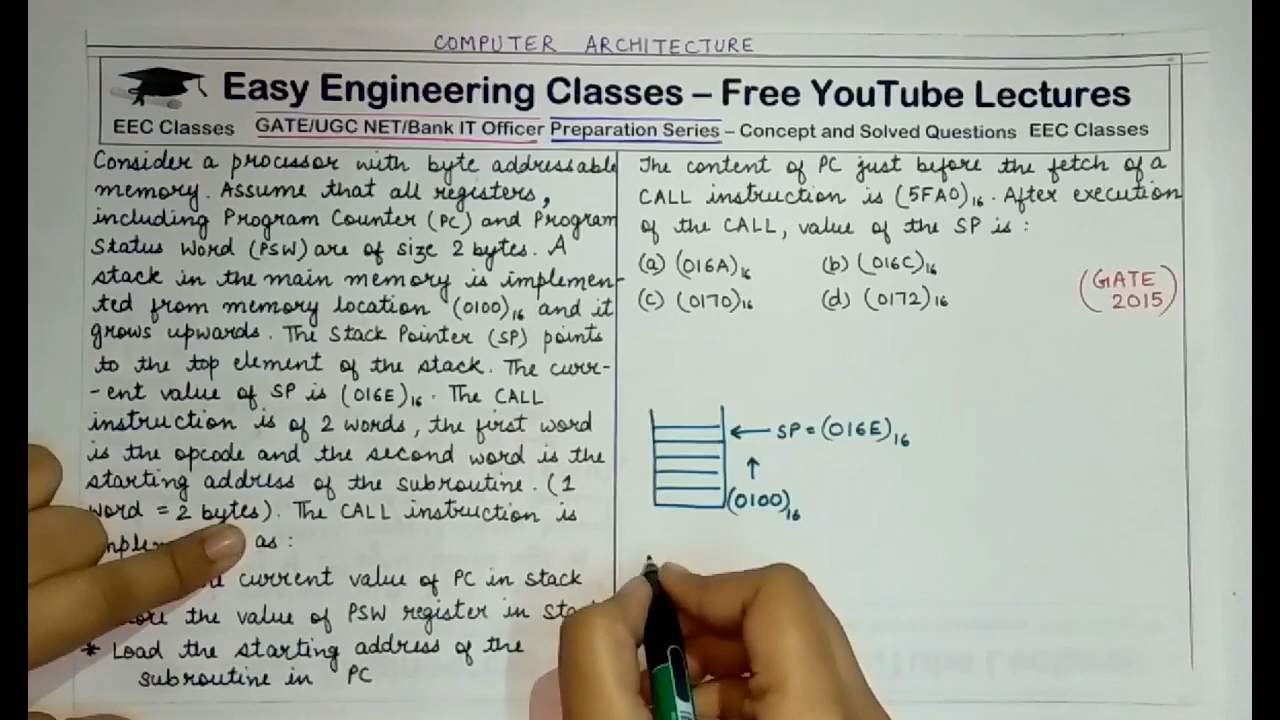 COMPUTER ARCHITECTURE
Easy Engineering Classes – Free YouTube Lectures
EEC Classes GATE/UGC NET/Bank IT Officer Preparation Series – Concept and Solved Questions EEC Classes
Consider a processor with byte addressable
memory. Assume that all registers,
including Program Counter (PC) and Program
Status Word (PSW) are of size 2 bytes. A
stack in the main memory is implemen-
ted from memory location (0100)16 and it
grows upwards. The Stack Pointer (SP) points
to the top element of the stack. The curr-
-ent value of SP is (016E)16. The CALL
instruction is of 2 words, the first word
is the opcode and the second word is the
starting address of the subroutine. (1
word = 2 bytes). The CALL instruction is
as :
current value of PC in stack
the value of PSW register in
* Load the starting address of the
subroutine in PC
The content of PC just before the fetch of a
CALL instruction is (5FA0)16. After execution
of the CALL, value of the SP is :
(a) (016A)16 (b) (016C)16
(c) (0170)16 (d) (0172)16
(GATE
2015)
SP = (016E)16
(0100)16